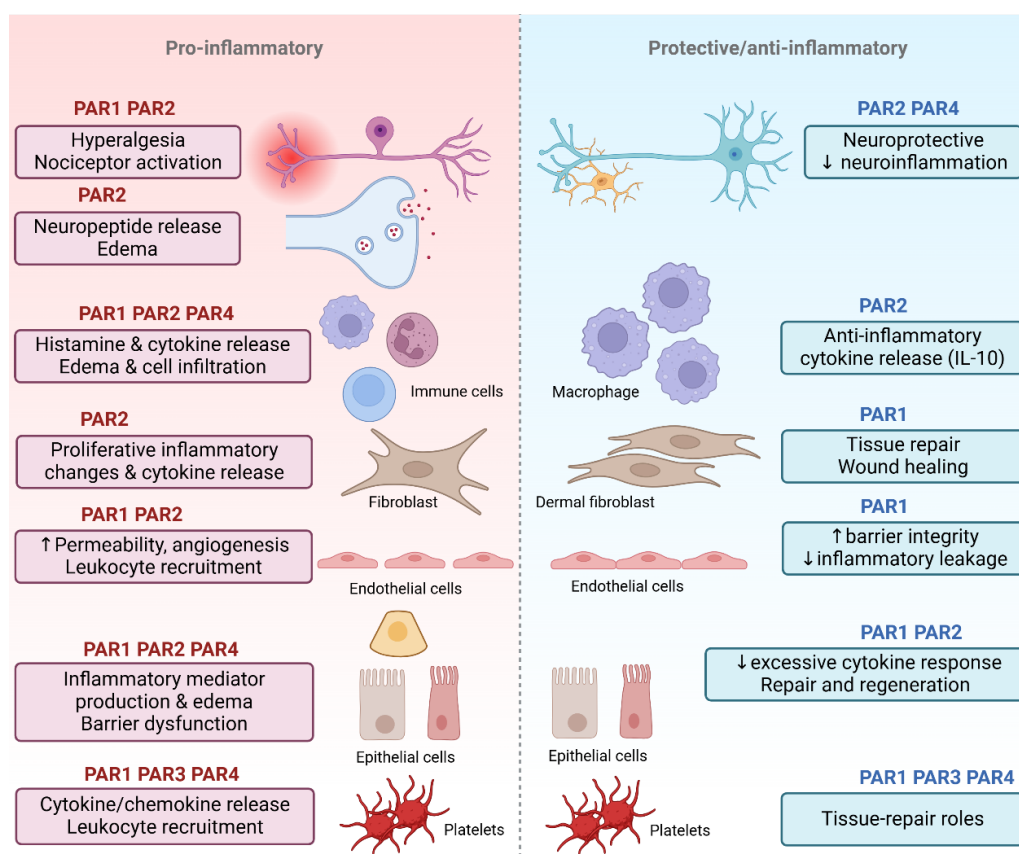 Pro-inflammatory
PAR1 PAR2
Hyperalgesia
Nociceptor activation
PAR2
Neuropeptide release
Edema
PAR1 PAR2 PAR4
Histamine & cytokine release
Edema & cell infiltration
Immune cells
PAR2
Proliferative inflammatory
changes & cytokine release
Fibroblast
PAR1 PAR2
↑Permeability, angiogenesis
Leukocyte recruitment
Endothelial cells
PAR1 PAR2 PAR4
Inflammatory mediator
production & edema
Barrier dysfunction
Epithelial cells
PAR1 PAR3 PAR4
Cytokine/chemokine release
Leukocyte recruitment
Platelets
Protective/anti-inflammatory
PAR2 PAR4
Neuroprotective
↓ neuroinflammation
PAR2
Anti-inflammatory
cytokine release (IL-10)
Macrophage
PAR1
Tissue repair
Wound healing
Dermal fibroblast
PAR1
↑barrier integrity
↓inflammatory leakage
Endothelial cells
PAR1 PAR2
↓excessive cytokine response
Repair and regeneration
Epithelial cells
PAR1 PAR3 PAR4
Tissue-repair roles
Platelets